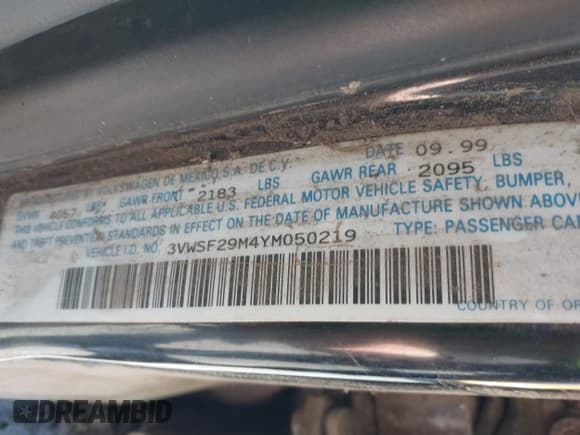 BY VOLKSWAGEN DE MEXICO, S.A. DE C.V. DATE 09.99
GVWR 4057 LBS GAWR FRONT 2183 LBS GAWR REAR 2095 LBS
THIS VEHICLE CONFORMS TO ALL APPLICABLE U.S. FEDERAL MOTOR VEHICLE SAFETY, BUMPER,
AND THEFT PREVENTION STANDARDS IN EFFECT ON THE DATE OF MANUFACTURE AS SHOWN ABOVE
VEHICLE I.D. NO. 3VWSF29M4YM050219 TYPE: PASSENGER CAR
COUNTRY OF OR
DREAMBID